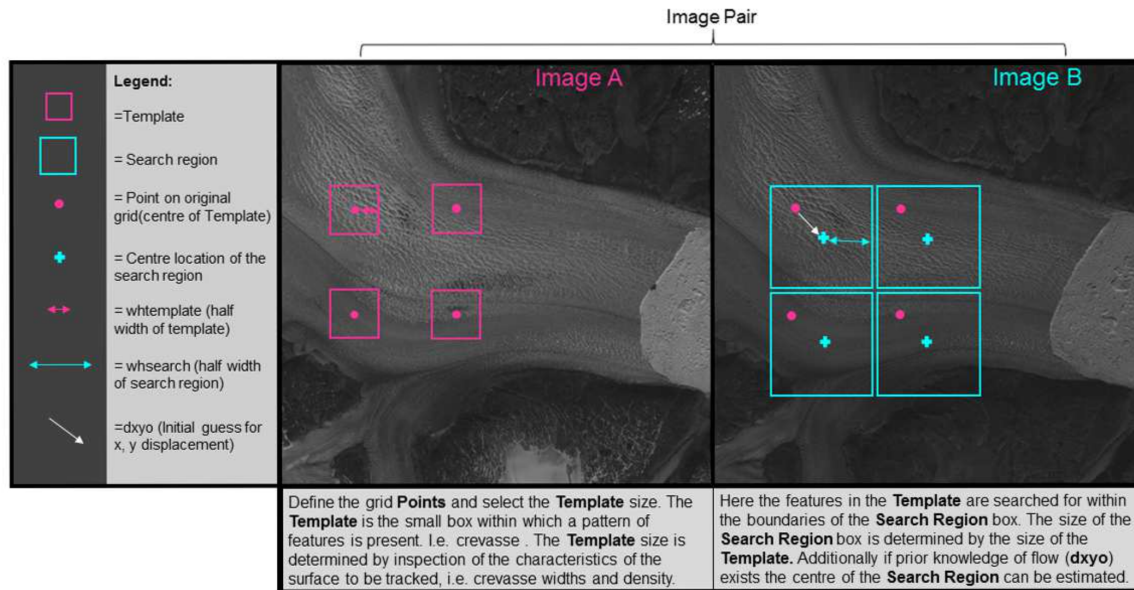 Image Pair
Legend:
=Template
= Search region
= Point on original
grid(centre of Template)
= Centre location of the
search region
= whtemplate (half
width of template)
= whsearch (half width
of search region)
=dxyo (Initial guess for
x, y displacement)
Image A
Image B
Define the grid Points and select the Template size. The
Template is the small box within which a pattern of
features is present. I.e. crevasse . The Template size is
determined by inspection of the characteristics of the
surface to be tracked, i.e. crevasse widths and density.
Here the features in the Template are searched for within
the boundaries of the Search Region box. The size of the
Search Region box is determined by the size of the
Template. Additionally if prior knowledge of flow (dxyo)
exists the centre of the Search Region can be estimated.